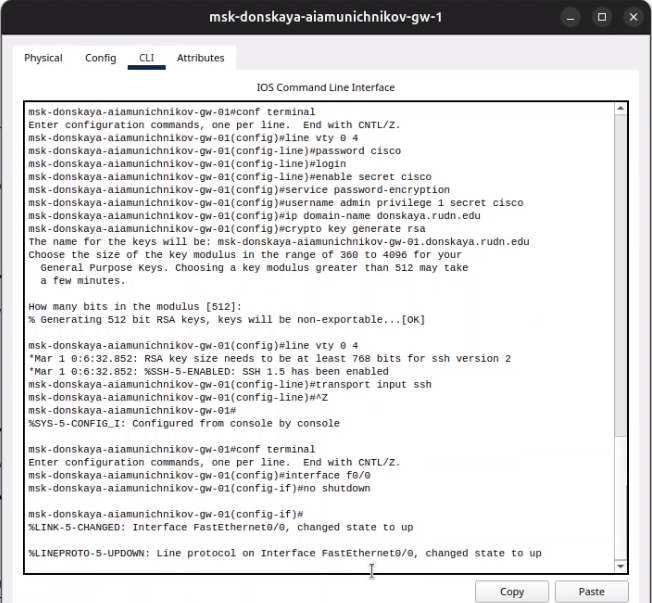 msk-donskaya-aiamunichnikov-gw-1
Physical Config CLI Attributes
IOS Command Line Interface
msk-donskaya-aiamunichnikov-gw-01#conf terminal
Enter configuration commands, one per line.  End with CNTL/Z.
msk-donskaya-aiamunichnikov-gw-01(config)#line vty 0 4
msk-donskaya-aiamunichnikov-gw-01(config-line)#password cisco
msk-donskaya-aiamunichnikov-gw-01(config-line)#login
msk-donskaya-aiamunichnikov-gw-01(config-line)#enable secret cisco
msk-donskaya-aiamunichnikov-gw-01(config)#service password-encryption
msk-donskaya-aiamunichnikov-gw-01(config)#username admin privilege 1 secret cisco
msk-donskaya-aiamunichnikov-gw-01(config)#ip domain-name donskaya.rudn.edu
msk-donskaya-aiamunichnikov-gw-01(config)#crypto key generate rsa
The name for the keys will be: msk-donskaya-aiamunichnikov-gw-01.donskaya.rudn.edu
Choose the size of the key modulus in the range of 360 to 4096 for your
  General Purpose Keys. Choosing a key modulus greater than 512 may take
  a few minutes.
How many bits in the modulus [512]:
% Generating 512 bit RSA keys, keys will be non-exportable...[OK]
msk-donskaya-aiamunichnikov-gw-01(config)#line vty 0 4
*Mar 1 0:6:32.852: RSA key size needs to be at least 768 bits for ssh version 2
*Mar 1 0:6:32.852: %SSH-5-ENABLED: SSH 1.5 has been enabled
msk-donskaya-aiamunichnikov-gw-01(config-line)#transport input ssh
msk-donskaya-aiamunichnikov-gw-01(config-line)#^Z
msk-donskaya-aiamunichnikov-gw-01#
%SYS-5-CONFIG_I: Configured from console by console
msk-donskaya-aiamunichnikov-gw-01#conf terminal
Enter configuration commands, one per line.  End with CNTL/Z.
msk-donskaya-aiamunichnikov-gw-01(config)#interface f0/0
msk-donskaya-aiamunichnikov-gw-01(config-if)#no shutdown
msk-donskaya-aiamunichnikov-gw-01(config-if)#
%LINK-5-CHANGED: Interface FastEthernet0/0, changed state to up
%LINEPROTO-5-UPDOWN: Line protocol on Interface FastEthernet0/0, changed state to up
Copy Paste